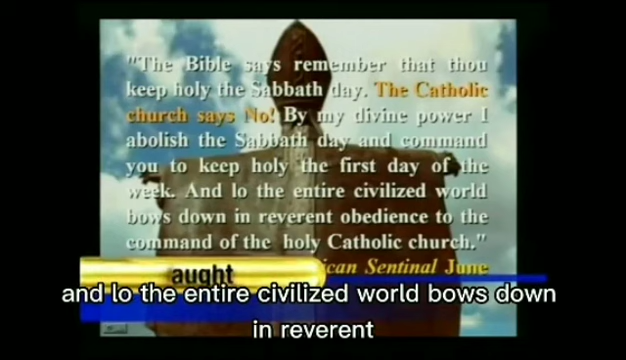 "The Bible says remember that thou
keep holy the Sabbath day. The Catholic
church says No! By my divine power I
abolish the Sabbath day and command
you to keep holy the first day of the
week. And lo the entire civilized world
bows down in reverent obedience to the
command of the holy Catholic church."
ican Sentinal June
aught
and lo the entire civilized world bows down
in reverent